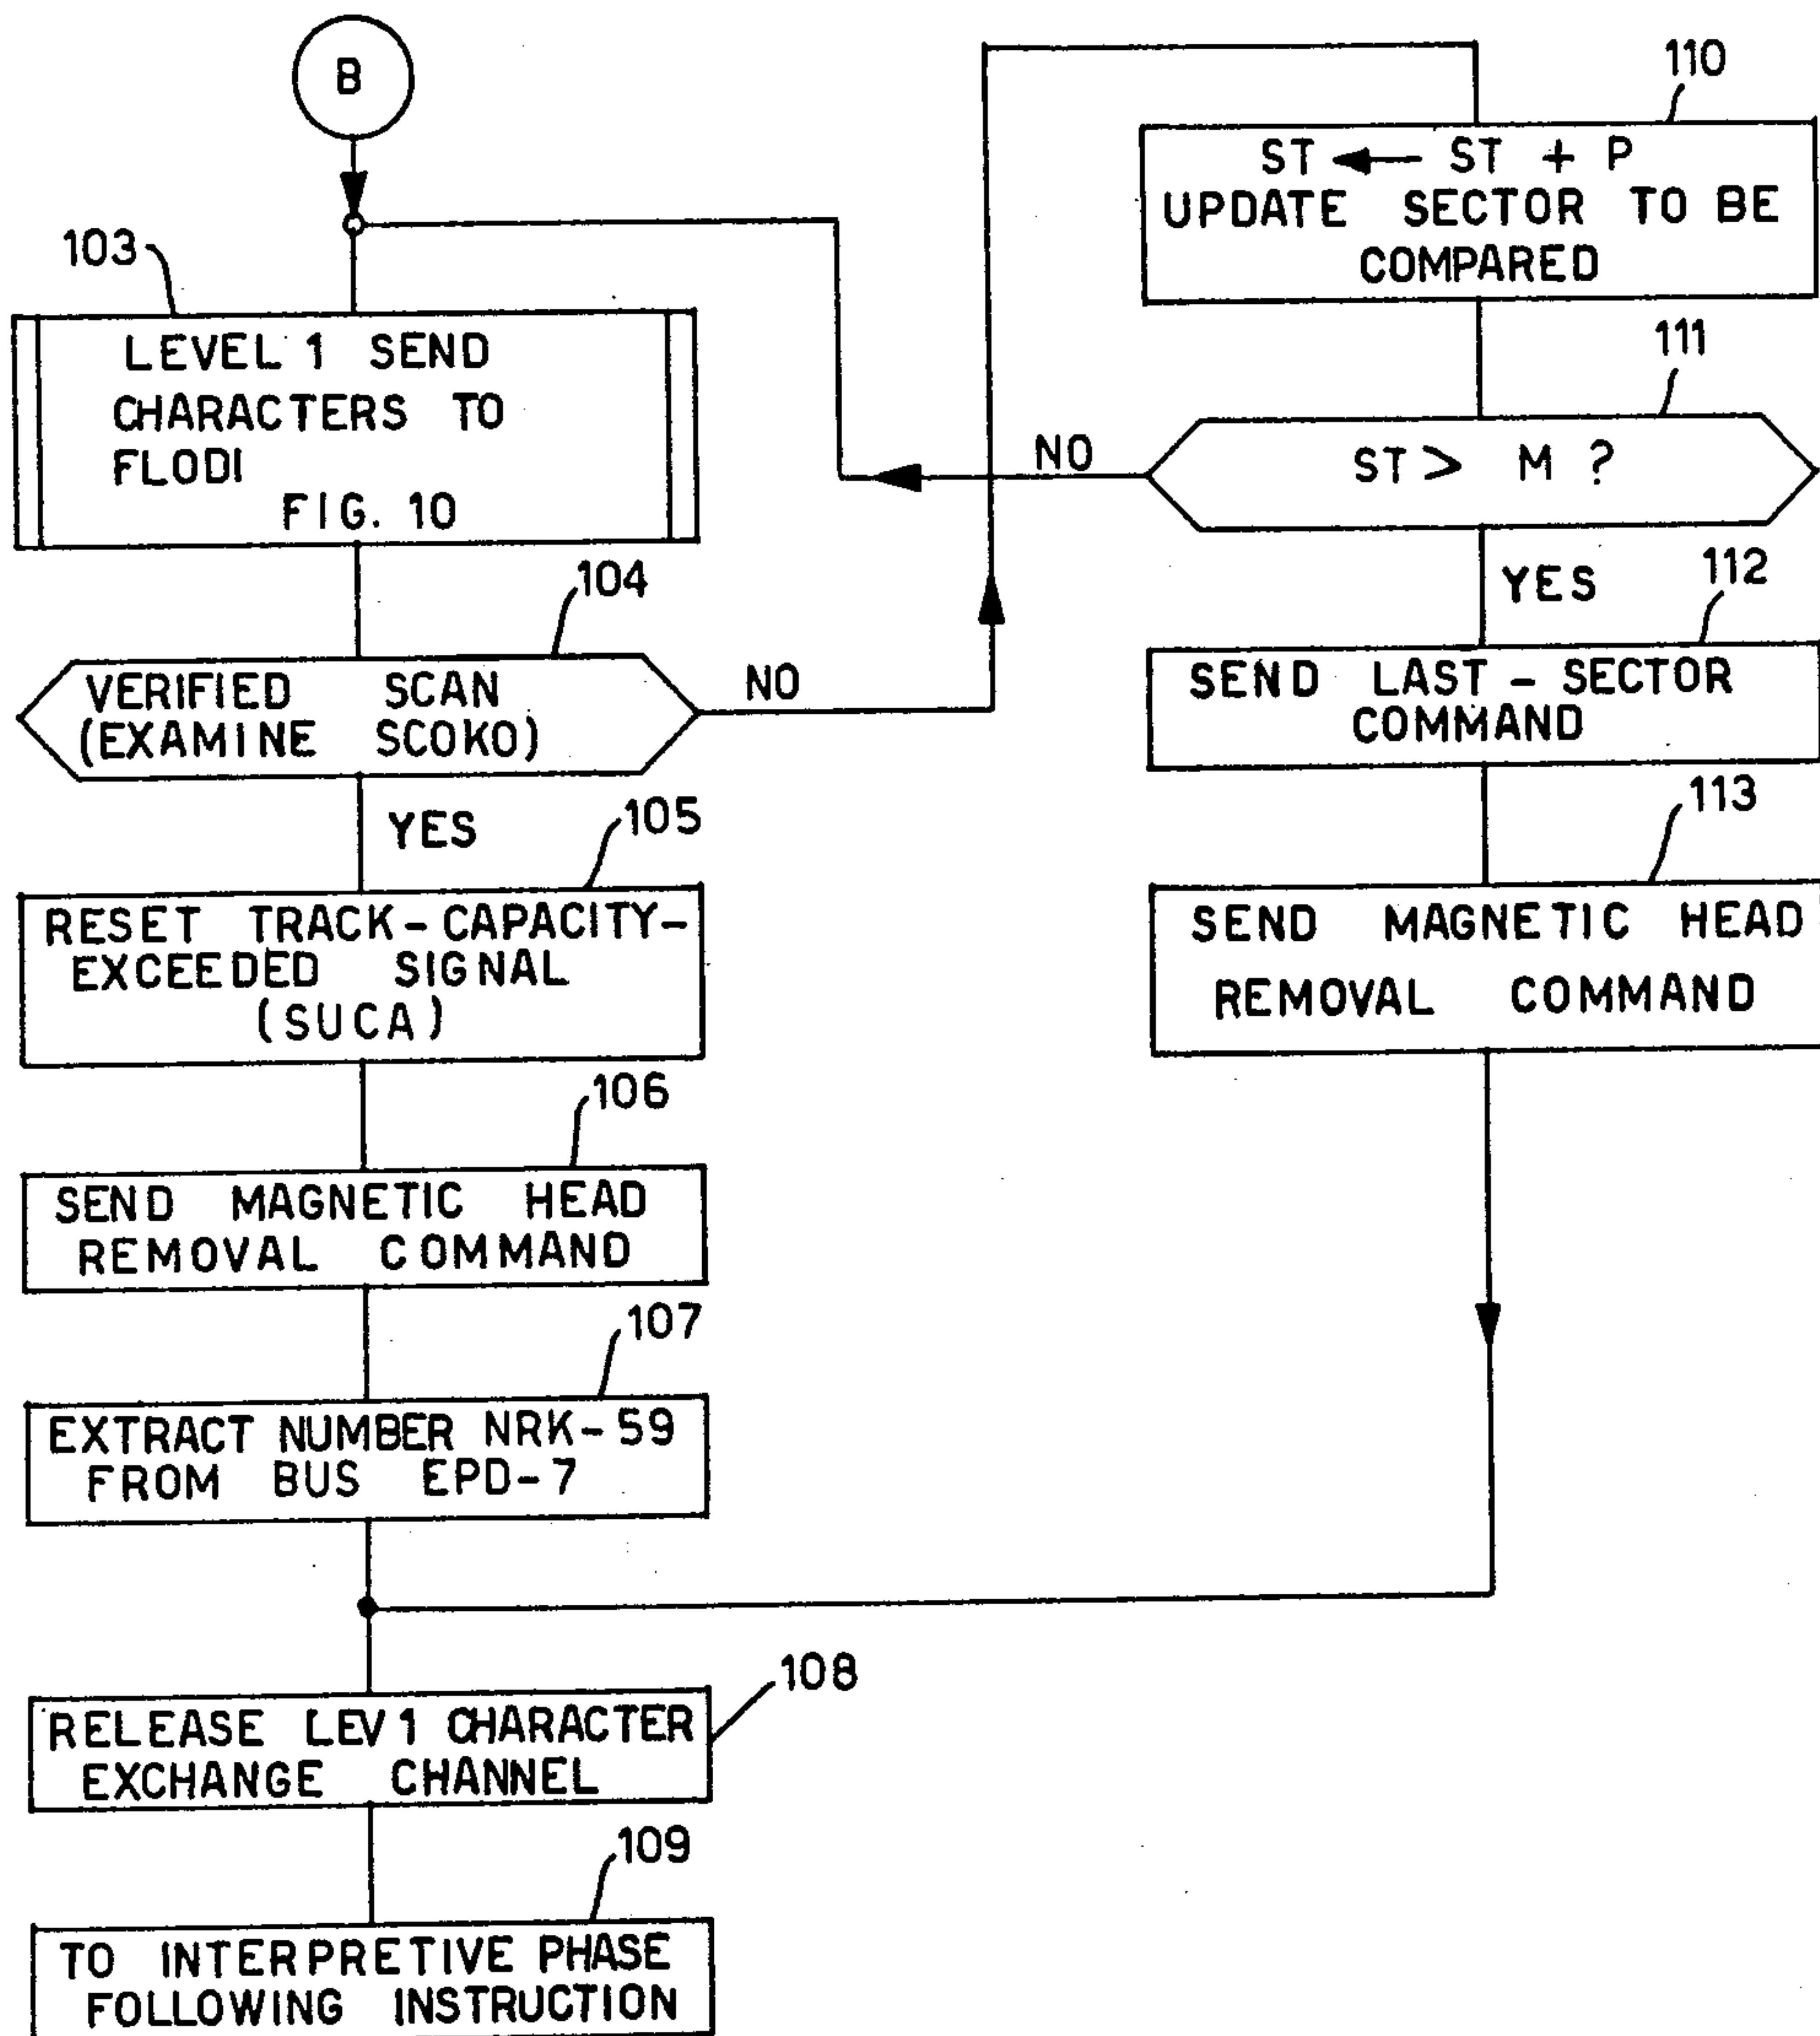 B
103
LEVEL 1 SEND
CHARACTERS TO
FLODI
FIG. 10
104
VERIFIED SCAN
(EXAMINE SCOKO)
NO
YES
105
RESET TRACK-CAPACITY-
EXCEEDED SIGNAL
(SUCA)
106
SEND MAGNETIC HEAD
REMOVAL COMMAND
107
EXTRACT NUMBER NRK-59
FROM BUS EPD-7
108
RELEASE LEV 1 CHARACTER
EXCHANGE CHANNEL
109
TO INTERPRETIVE PHASE
FOLLOWING INSTRUCTION
110
ST ← ST + P
UPDATE SECTOR TO BE
COMPARED
111
ST > M ?
NO
YES
112
SEND LAST - SECTOR
COMMAND
113
SEND MAGNETIC HEAD
REMOVAL COMMAND